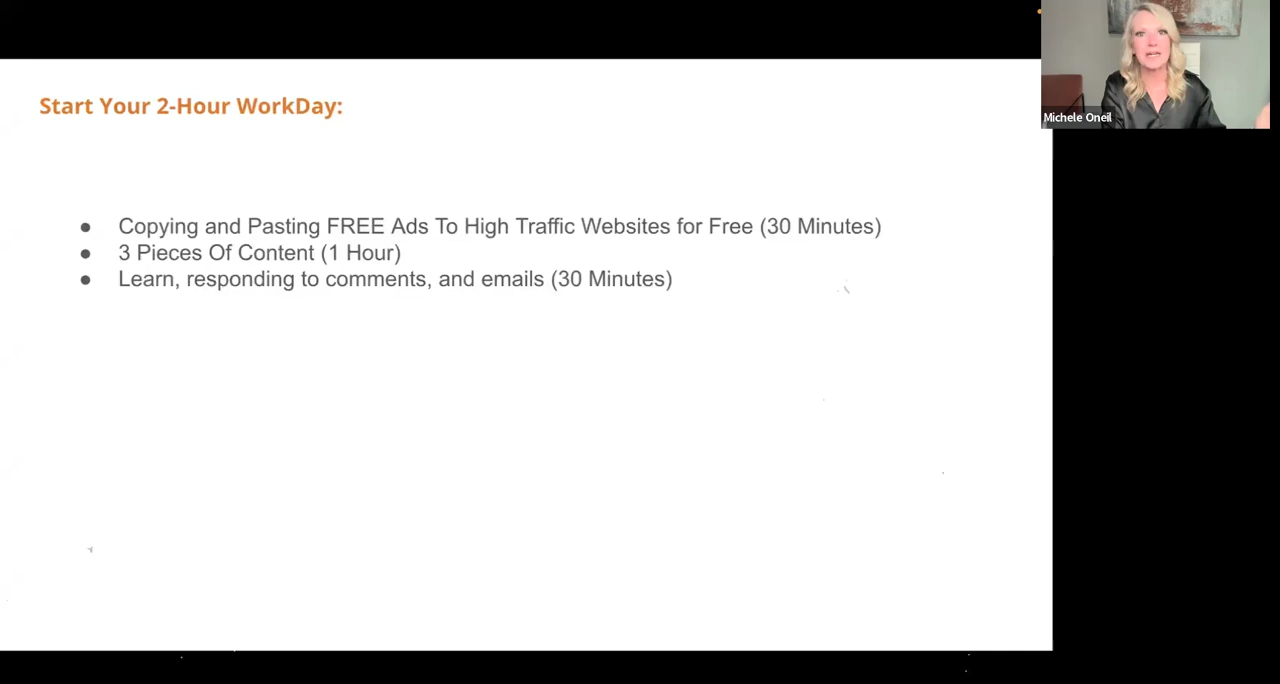 Start Your 2-Hour WorkDay:
● Copying and Pasting FREE Ads To High Traffic Websites for Free (30 Minutes)
● 3 Pieces Of Content (1 Hour)
● Learn, responding to comments, and emails (30 Minutes)
Michele Oneil